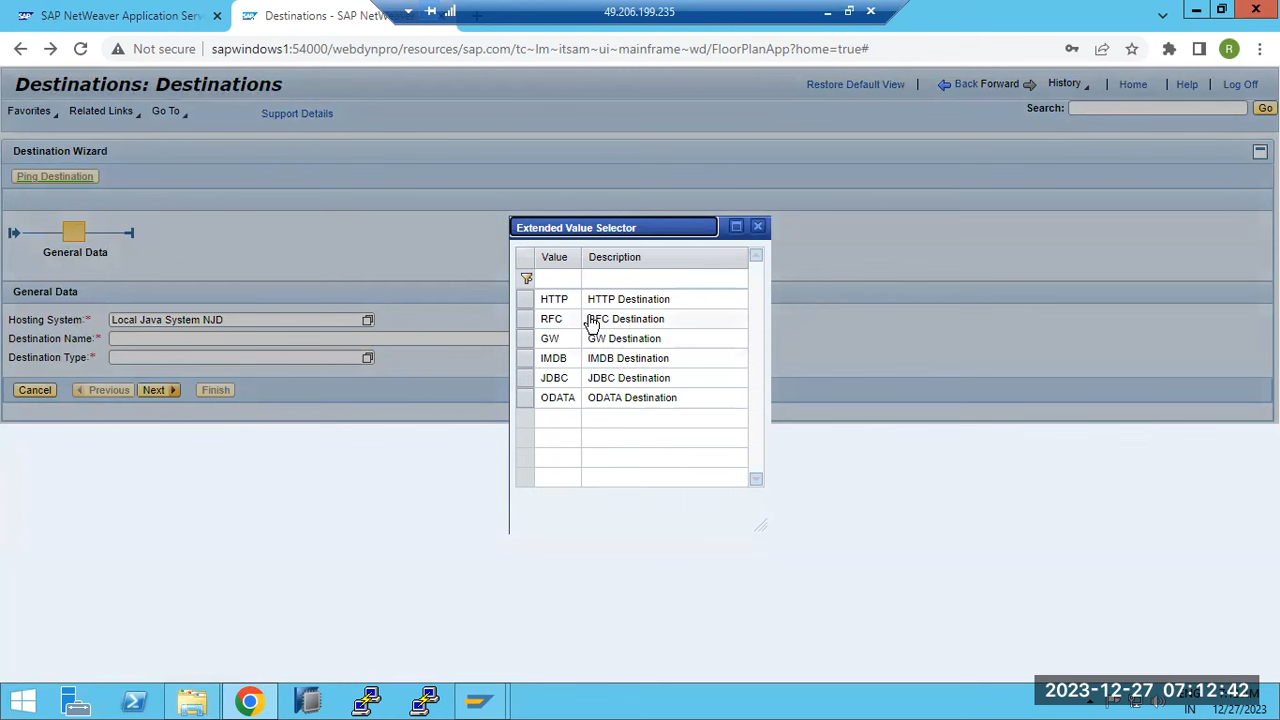 SAP NetWeaver Application Serv
Destinations - SAP NetWeaver
49.206.199.235
Not secure
sapwindows1:54000/webdynpro/resources/sap.com/tc~lm~itsam~ui~mainframe~wd/FloorPlanApp?home=true#
R
Destinations: Destinations
Restore Default View
Back Forward
History
Home
Help
Log Off
Favorites
Related Links
Go To
Support Details
Search:
Go
Destination Wizard
Ping Destination
General Data
General Data
Hosting System:*
Local Java System NJD
Destination Name:*
Destination Type:*
Cancel
Previous
Next
Finish
Extended Value Selector
Value Description
HTTP HTTP Destination
RFC RFC Destination
GW GW Destination
IMDB IMDB Destination
JDBC JDBC Destination
ODATA ODATA Destination
2023-12-27 07:12:42
IN 12/27/2023